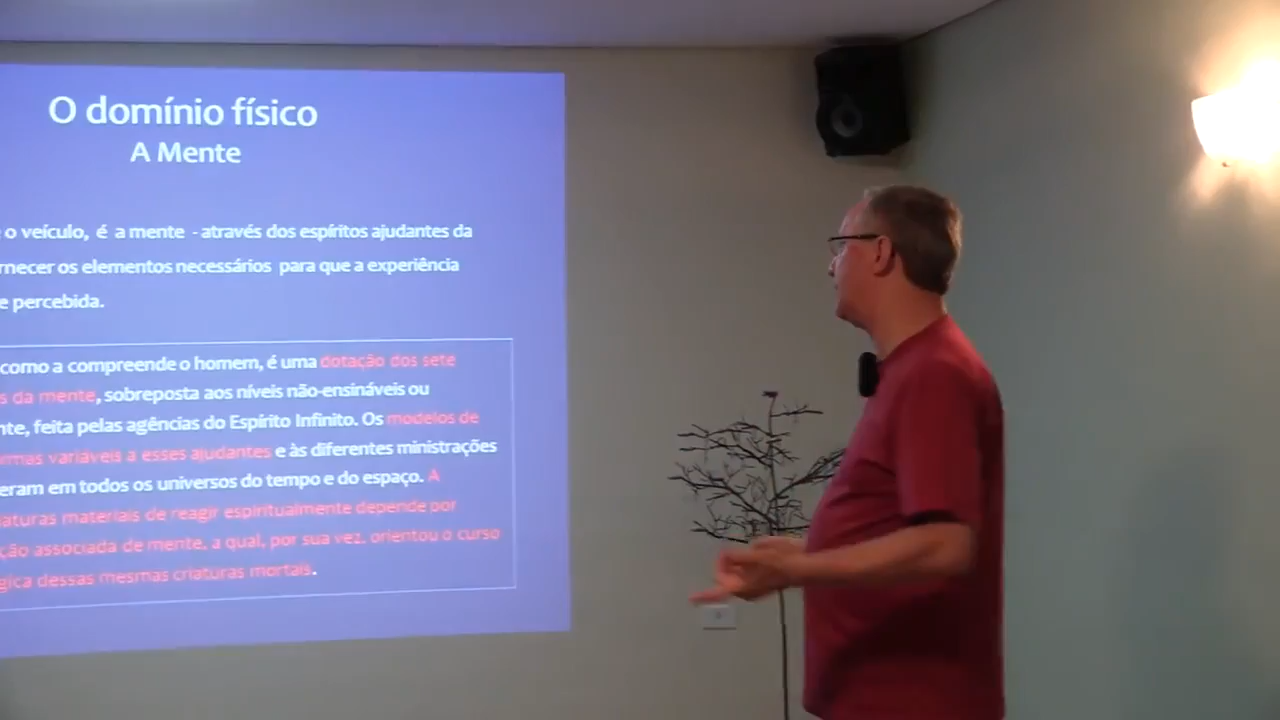 O domínio físico
A Mente
o veículo, é a mente - através dos espíritos ajudantes da
rnecer os elementos necessários para que a experiência
e percebida.
como a compreende o homem, é uma dotação dos sete
s da mente, sobreposta aos níveis não-ensináveis ou
nte, feita pelas agências do Espírito Infinito. Os modelos de
ormas variáveis a esses ajudantes e às diferentes ministrações
eram em todos os universos do tempo e do espaço. A
iaturas materiais de reagir espiritualmente depende por
ção associada de mente, a qual, por sua vez, orientou o curso
gica dessas mesmas criaturas mortais.